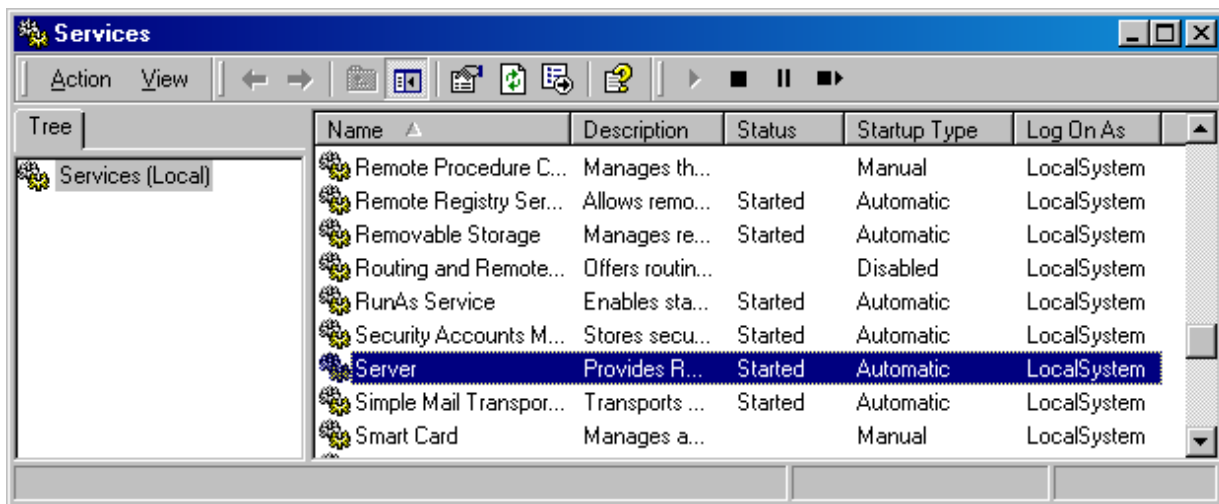 Services
Action View
Tree
Services (Local)
Name Description Status Startup Type Log On As
Remote Procedure C... Manages th... Manual LocalSystem
Remote Registry Ser... Allows remo... Started Automatic LocalSystem
Removable Storage Manages re... Started Automatic LocalSystem
Routing and Remote... Offers routin... Disabled LocalSystem
RunAs Service Enables sta... Started Automatic LocalSystem
Security Accounts M... Stores secu... Started Automatic LocalSystem
Server Provides R... Started Automatic LocalSystem
Simple Mail Transpor... Transports ... Started Automatic LocalSystem
Smart Card Manages a... Manual LocalSystem